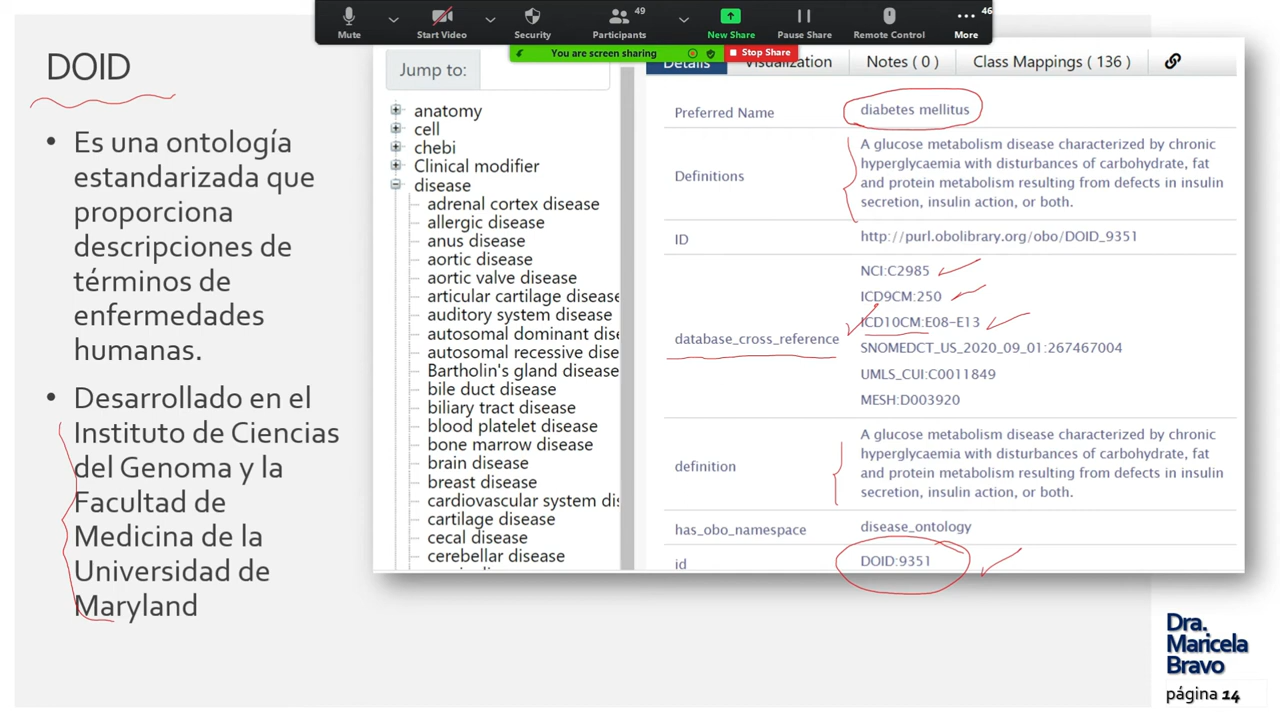 49
46
Mute
Start Video
Security
Participants
New Share
Pause Share
Remote Control
More
You are screen sharing
Stop Share
DOID
• Es una ontología
estandarizada que
proporciona
descripciones de
términos de
enfermedades
humanas.
• Desarrollado en el
Instituto de Ciencias
del Genoma y la
Facultad de
Medicina de la
Universidad de
Maryland
Jump to:
anatomy
cell
chebi
Clinical modifier
disease
adrenal cortex disease
allergic disease
anus disease
aortic disease
aortic valve disease
articular cartilage disease
auditory system disease
autosomal dominant dise
autosomal recessive dise
Bartholin's gland disease
bile duct disease
biliary tract disease
blood platelet disease
bone marrow disease
brain disease
breast disease
cardiovascular system dis
cartilage disease
cecal disease
cerebellar disease
Details
Visualization
Notes ( 0 )
Class Mappings ( 136 )
Preferred Name
diabetes mellitus
Definitions
A glucose metabolism disease characterized by chronic
hyperglycaemia with disturbances of carbohydrate, fat
and protein metabolism resulting from defects in insulin
secretion, insulin action, or both.
ID
http://purl.obolibrary.org/obo/DOID_9351
database_cross_reference
NCI:C2985
ICD9CM:250
ICD10CM:E08-E13
SNOMEDCT_US_2020_09_01:267467004
UMLS_CUI:C0011849
MESH:D003920
definition
A glucose metabolism disease characterized by chronic
hyperglycaemia with disturbances of carbohydrate, fat
and protein metabolism resulting from defects in insulin
secretion, insulin action, or both.
has_obo_namespace
disease_ontology
id
DOID:9351
Dra.
Maricela
Bravo
página 14